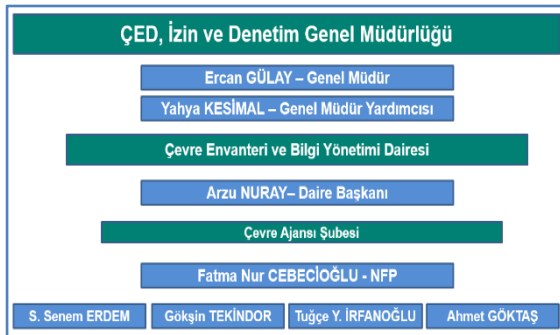 ÇED, İzin ve Denetim Genel Müdürlüğü
Ercan GÜLAY – Genel Müdür
Yahya KESİMAL – Genel Müdür Yardımcısı
Çevre Envanteri ve Bilgi Yönetimi Dairesi
Arzu NURAY– Daire Başkanı
Çevre Ajansı Şubesi
Fatma Nur CEBECİOĞLU - NFP
S. Senem ERDEM
Gökşin TEKİNDOR
Tuğçe Y. İRFANOĞLU
Ahmet GÖKTAŞ